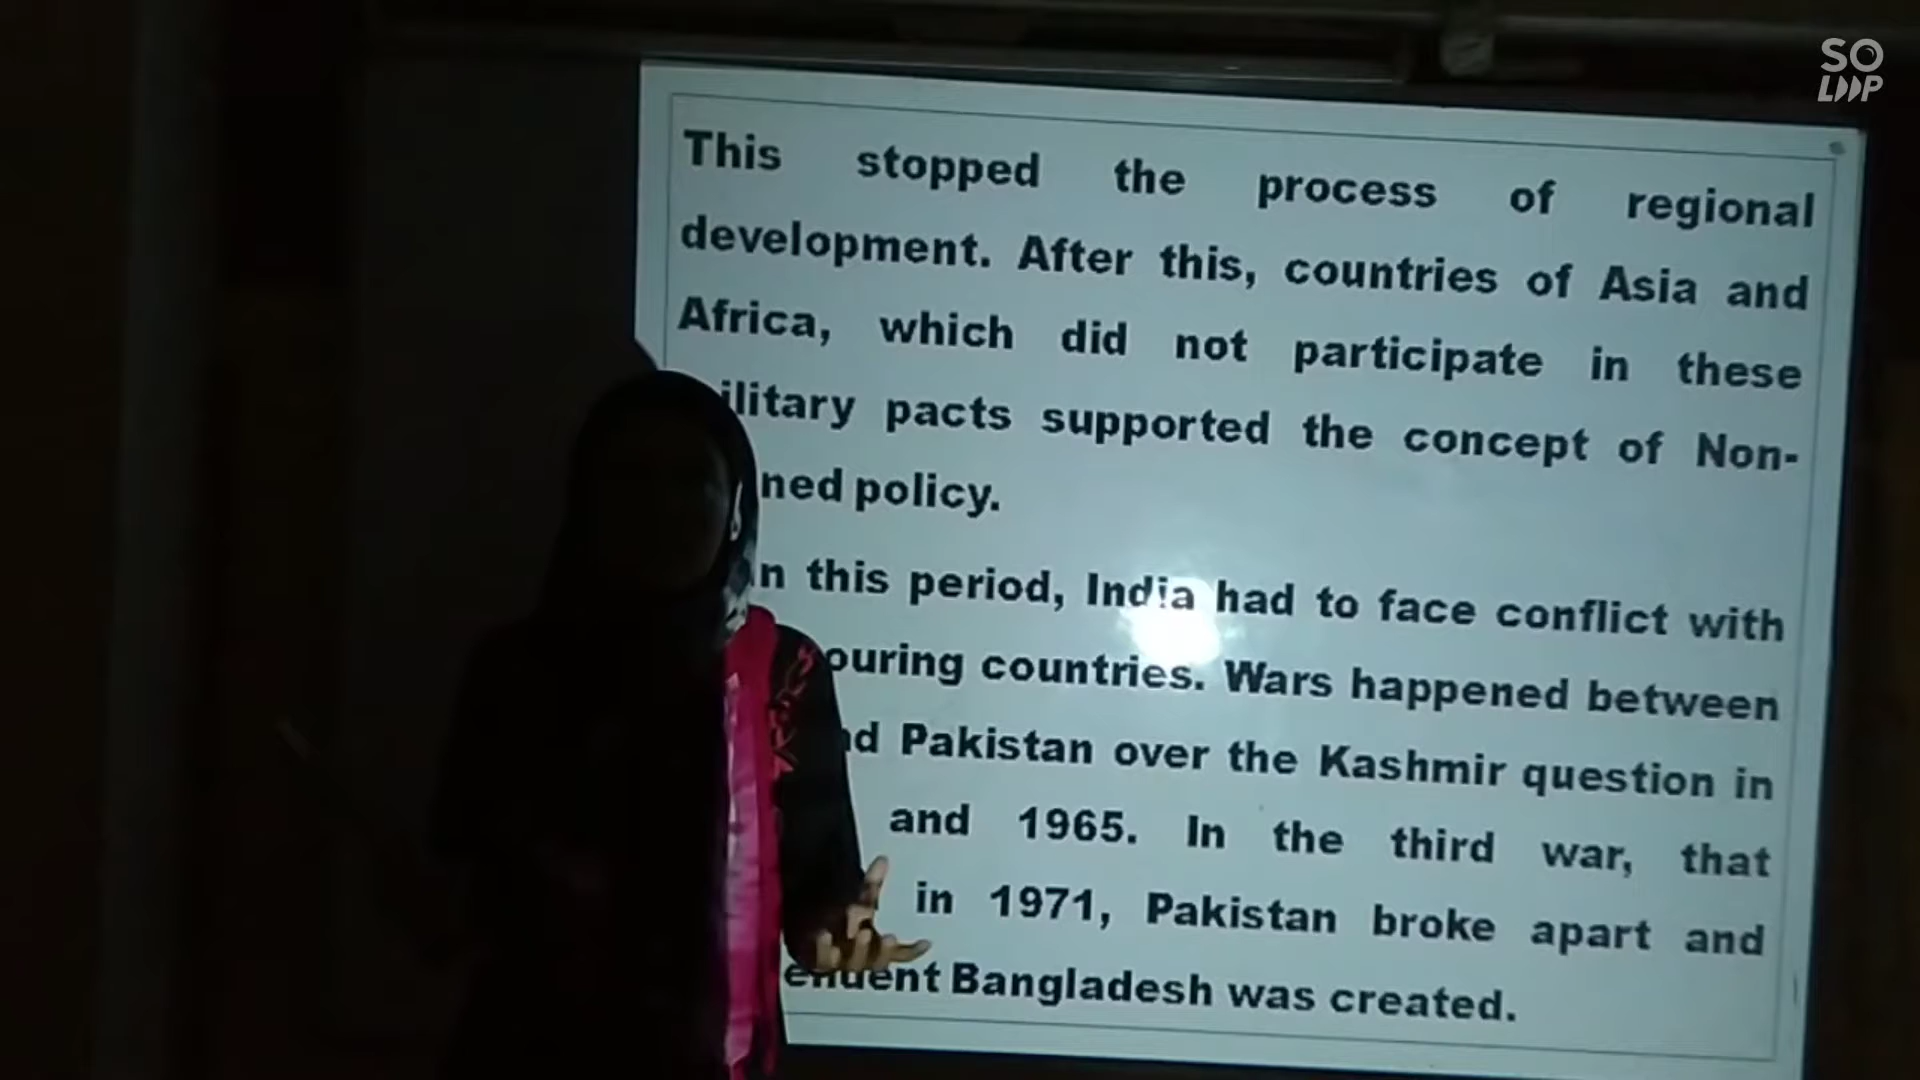 This stopped the process of regional
development. After this, countries of Asia and
Africa, which did not participate in these
ilitary pacts supported the concept of Non-
ned policy.
n this period, India had to face conflict with
ouring countries. Wars happened between
d Pakistan over the Kashmir question in
and 1965. In the third war, that
in 1971, Pakistan broke apart and
endent Bangladesh was created.
SO
LOOP